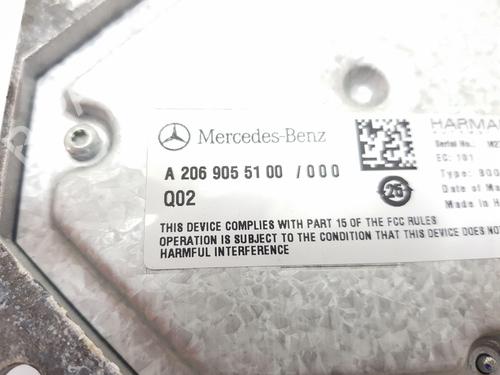 Mercedes-Benz
A 206 905 51 00 / 000
Q02
THIS DEVICE COMPLIES WITH PART 15 OF THE FCC RULES
OPERATION IS SUBJECT TO THE CONDITION THAT THIS DEVICE DOES NOT
HARMFUL INTERFERENCE
HARMA
Serial No.:
EC: 101
Type:
Date of Ma
Made in H
25